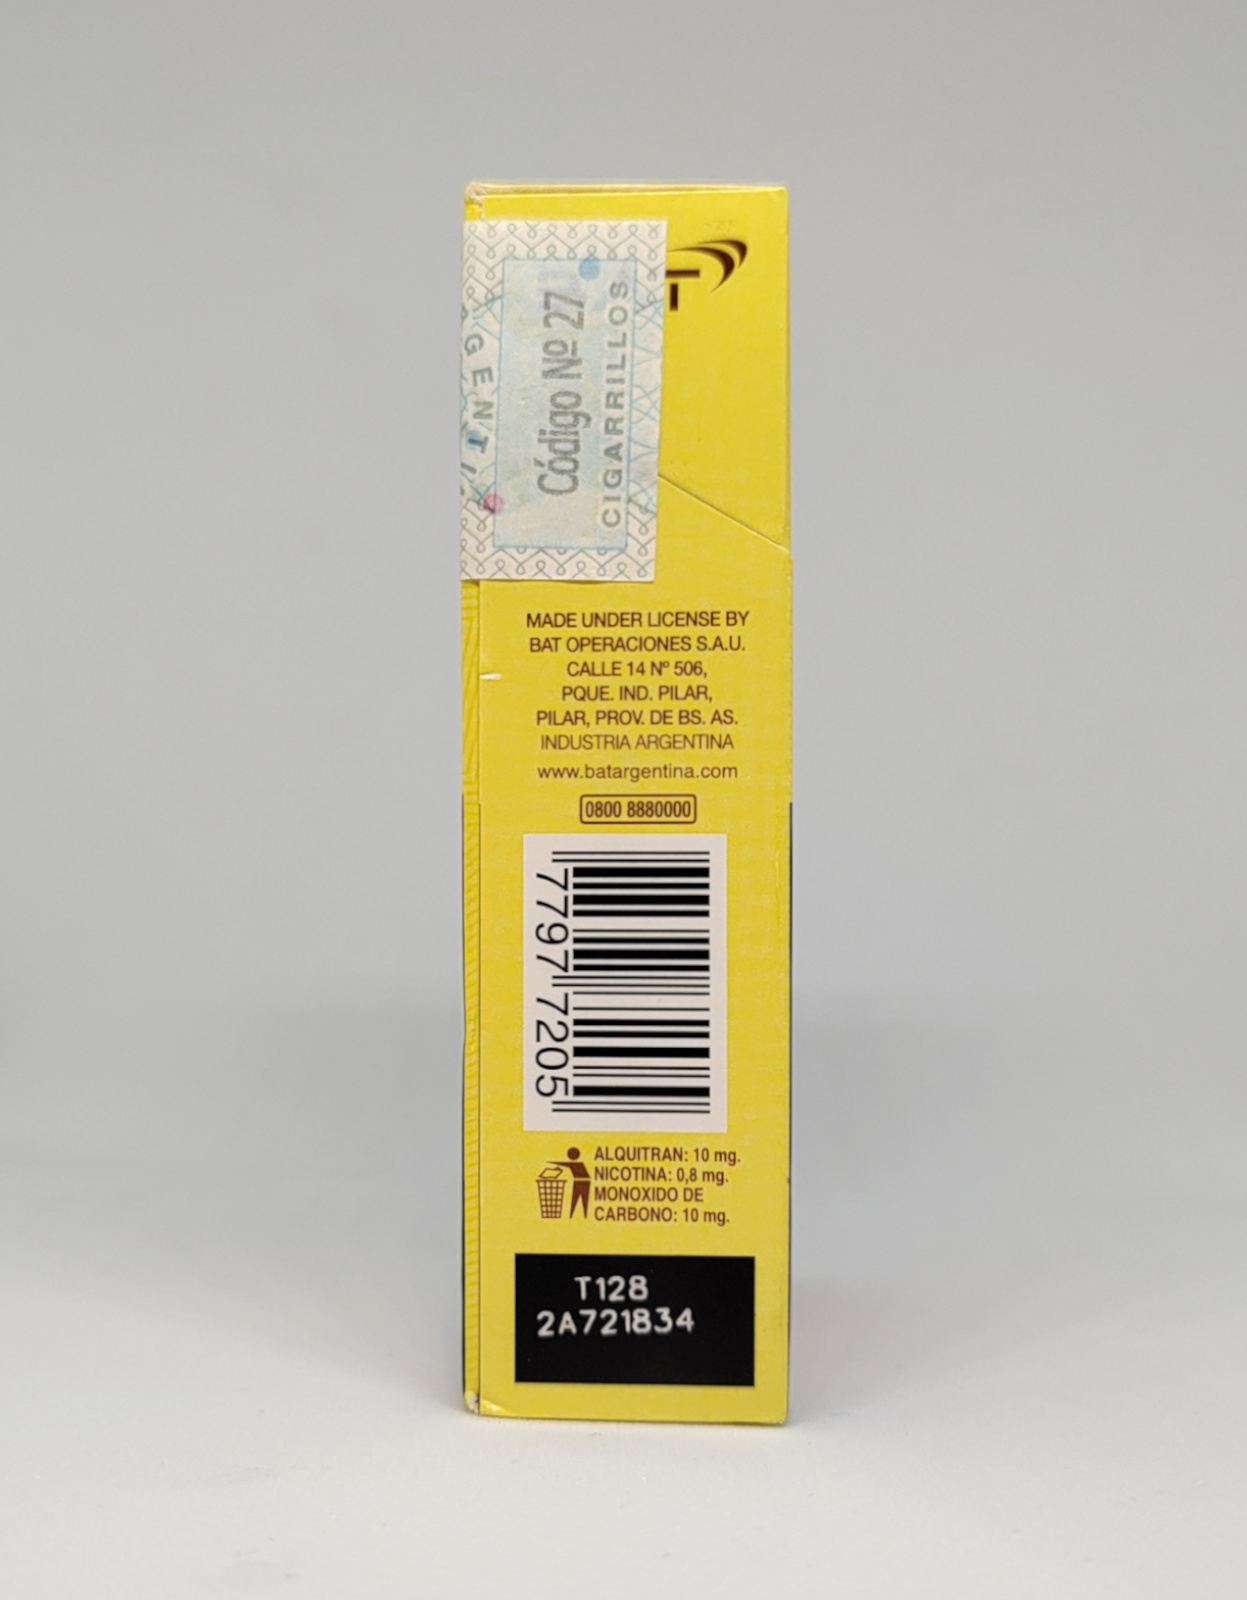 T
GENTI
Código Nº 27
CIGARRILLOS
MADE UNDER LICENSE BY
BAT OPERACIONES S.A.U.
CALLE 14 Nº 506,
PQUE. IND. PILAR,
PILAR, PROV. DE BS. AS.
INDUSTRIA ARGENTINA
www.batargentina.com
0800 8880000
7797 7205
ALQUITRAN: 10 mg.
NICOTINA: 0,8 mg.
MONOXIDO DE
CARBONO: 10 mg.
T128
2A721834